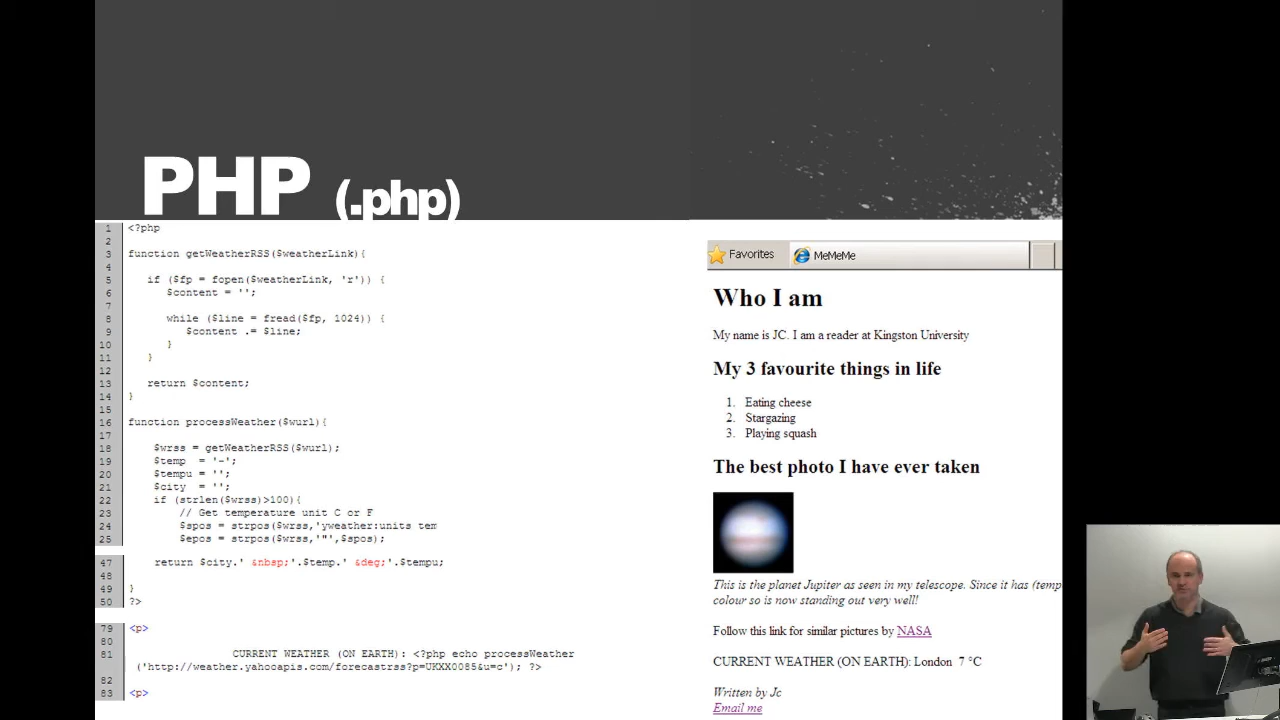 PHP (.php)
1 <?php
2
3 function getWeatherRSS($weatherLink){
4
5 if ($fp = fopen($weatherLink, 'r')) {
6 $content = '';
7
8 while ($line = fread($fp, 1024)) {
9 $content .= $line;
10 }
11 }
12
13 return $content;
14 }
15
16 function processWeather($wurl){
17
18 $wrss = getWeatherRSS($wurl);
19 $temp = '-';
20 $tempu = '';
21 $city = '';
22 if (strlen($wrss)>100){
23 // Get temperature unit C or F
24 $spos = strpos($wrss,'yweather:units tem
25 $epos = strpos($wrss,'"',$spos);
47 return $city.' &nbsp;'.$temp.' &deg;'.$tempu;
48
49 }
50 ?>
79 <p>
80
81 CURRENT WEATHER (ON EARTH): <?php echo processWeather
('http://weather.yahooapis.com/forecastrss?p=UKXX0085&u=c'); ?>
82
83 <p>
Favorites MeMeMe
Who I am
My name is JC. I am a reader at Kingston University
My 3 favourite things in life
1. Eating cheese
2. Stargazing
3. Playing squash
The best photo I have ever taken
This is the planet Jupiter as seen in my telescope. Since it has (temp
colour so is now standing out very well!
Follow this link for similar pictures by NASA
CURRENT WEATHER (ON EARTH): London 7 °C
Written by Jc
Email me